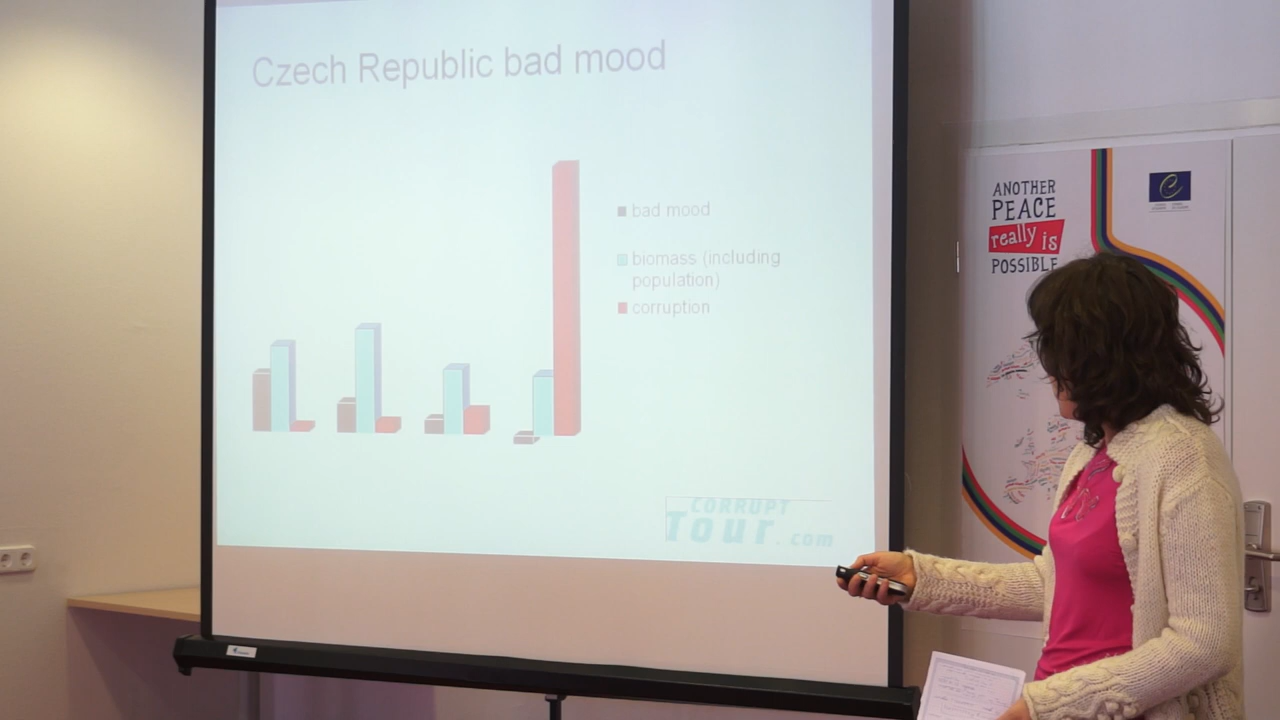 Czech Republic bad mood
bad mood
biomass (including
population)
corruption
CORRUPT
Tour.com
ANOTHER
PEACE
really is
POSSIBLE